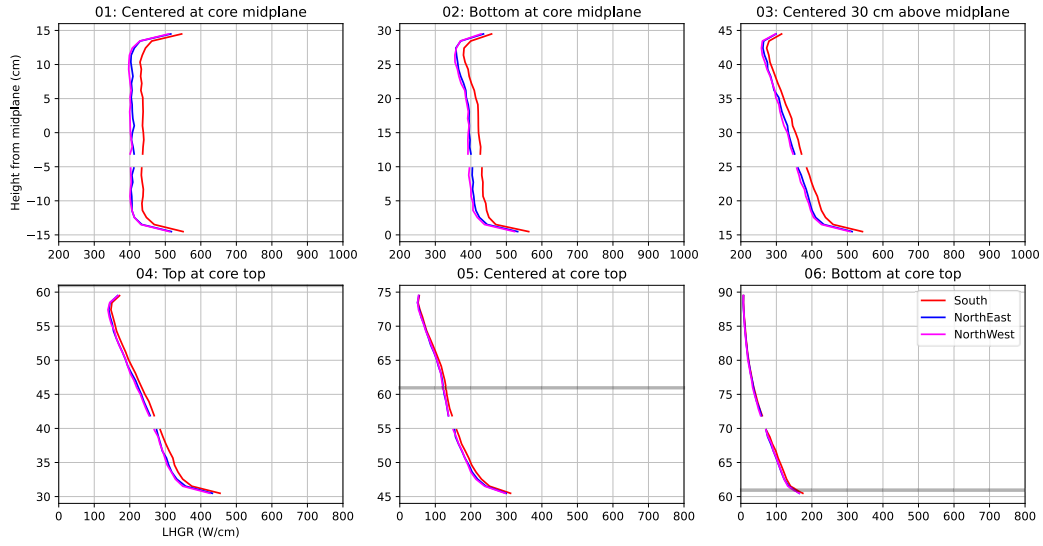 01: Centered at core midplane
02: Bottom at core midplane
03: Centered 30 cm above midplane
Height from midplane (cm)
15
10
5
0
−5
−10
−15
200 300 400 500 600 700 800 900 1000
30
25
20
15
10
5
0
200 300 400 500 600 700 800 900 1000
45
40
35
30
25
20
15
200 300 400 500 600 700 800 900 1000
04: Top at core top
05: Centered at core top
06: Bottom at core top
60
55
50
45
40
35
30
0 100 200 300 400 500 600 700 800
LHGR (W/cm)
75
70
65
60
55
50
45
0 100 200 300 400 500 600 700 800
90
85
80
75
70
65
60
0 100 200 300 400 500 600 700 800
South
NorthEast
NorthWest